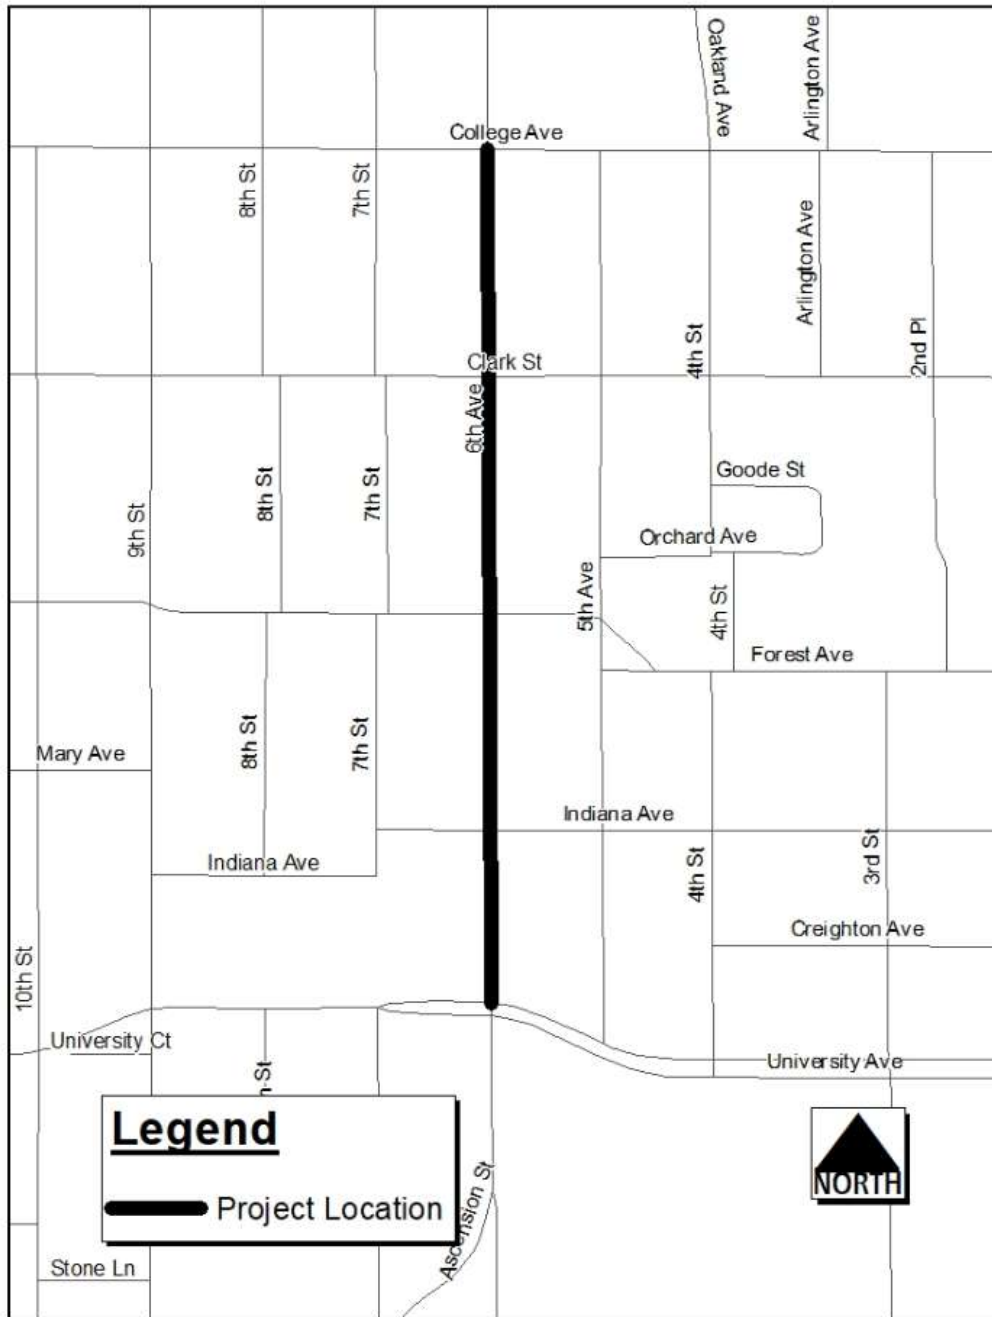 Oakland Ave
Arlington Ave
College Ave
8th St
7th St
Arlington Ave
4th St
2nd Pl
Clark St
6th Ave
9th St
8th St
7th St
Goode St
Orchard Ave
5th Ave
4th St
Forest Ave
Mary Ave
8th St
7th St
Indiana Ave
Indiana Ave
4th St
3rd St
10th St
Creighton Ave
University Ct
University Ave
St
Legend
Project Location
NORTH
Ascension St
Stone Ln